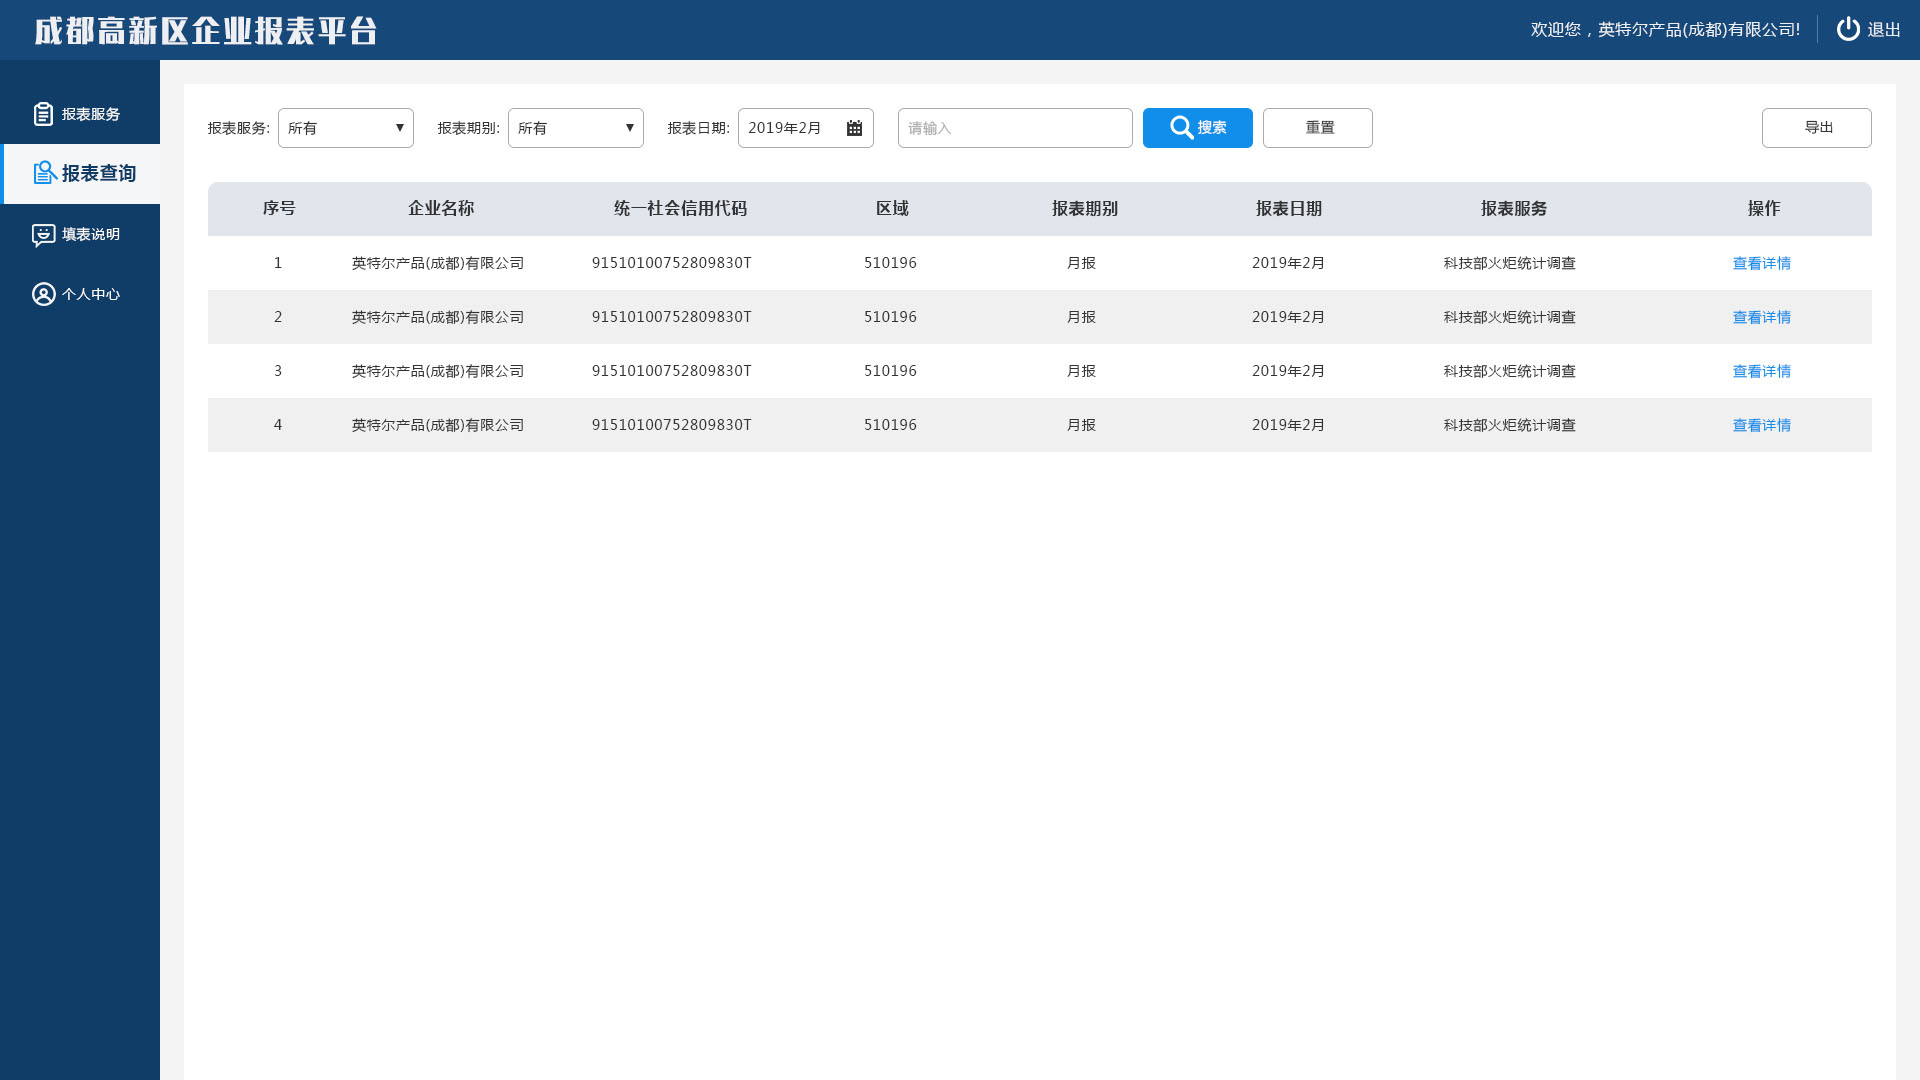 成都高新区企业报表平台
欢迎您，英特尔产品(成都)有限公司!
退出
报表服务
报表查询
填表说明
个人中心
报表服务: 所有 ▼ 报表期别: 所有 ▼ 报表日期: 2019年2月 请输入 搜索 重置 导出
序号 企业名称 统一社会信用代码 区域 报表期别 报表日期 报表服务 操作
1 英特尔产品(成都)有限公司 91510100752809830T 510196 月报 2019年2月 科技部火炬统计调查 查看详情
2 英特尔产品(成都)有限公司 91510100752809830T 510196 月报 2019年2月 科技部火炬统计调查 查看详情
3 英特尔产品(成都)有限公司 91510100752809830T 510196 月报 2019年2月 科技部火炬统计调查 查看详情
4 英特尔产品(成都)有限公司 91510100752809830T 510196 月报 2019年2月 科技部火炬统计调查 查看详情